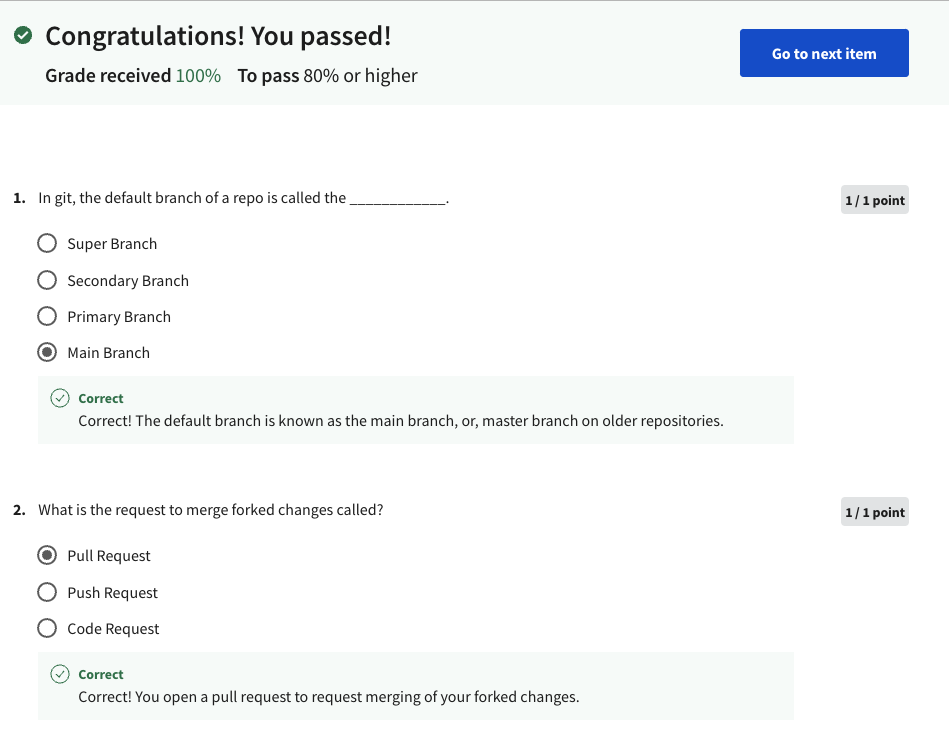 Congratulations! You passed!
Go to next item
Grade received 100% To pass 80% or higher
1. In git, the default branch of a repo is called the ____________.
1 / 1 point
Super Branch
Secondary Branch
Primary Branch
Main Branch
Correct
Correct! The default branch is known as the main branch, or, master branch on older repositories.
2. What is the request to merge forked changes called?
1 / 1 point
Pull Request
Push Request
Code Request
Correct
Correct! You open a pull request to request merging of your forked changes.